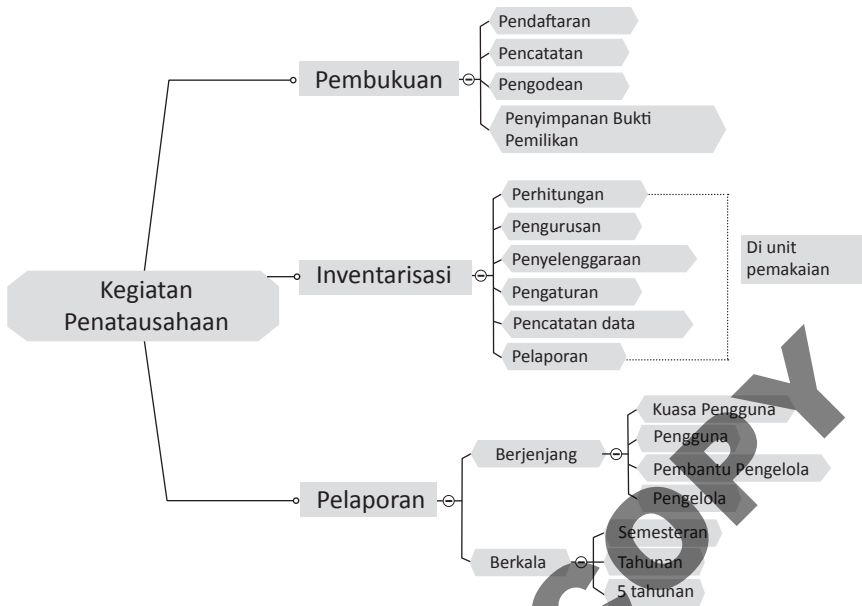 Kegiatan
Penatausahaan
Pembukuan
Pendaftaran
Pencatatan
Pengodean
Penyimpanan Bukti
Pemilikan
Inventarisasi
Perhitungan
Pengurusan
Penyelenggaraan
Pengaturan
Pencatatan data
Pelaporan
Di unit
pemakaian
Pelaporan
Berjenjang
Kuasa Pengguna
Pengguna
Pembantu Pengelola
Pengelola
Berkala
Semesteran
Tahunan
5 tahunan
COPY